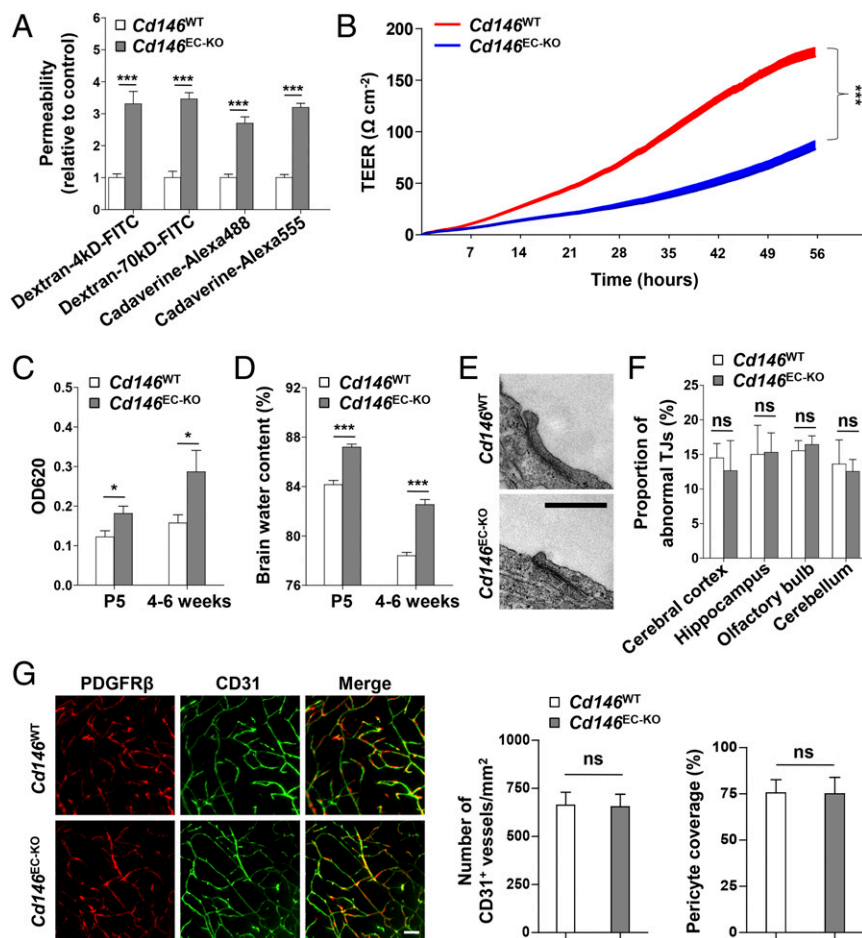 A
Cd146WT
Cd146EC-KO
Permeability
(relative to control)
6
5
4
3
2
1
0
***
***
***
***
Dextran-4kD-FITC
Dextran-70kD-FITC
Cadaverine-Alexa488
Cadaverine-Alexa555
B
Cd146WT
Cd146EC-KO
TEER (Ω cm-2)
200
150
100
50
0
7 14 21 28 35 42 49 56
Time (hours)
***
C
Cd146WT
Cd146EC-KO
OD620
0.5
0.4
0.3
0.2
0.1
0.0
*
*
P5 4-6 weeks
D
Cd146WT
Cd146EC-KO
Brain water content (%)
92
88
84
80
76
***
***
P5 4-6 weeks
E
Cd146WT
Cd146EC-KO
F
Cd146WT
Cd146EC-KO
Proportion of
abnormal TJs (%)
25
20
15
10
5
0
ns ns ns ns
Cerebral cortex
Hippocampus
Olfactory bulb
Cerebellum
G
PDGFRβ CD31 Merge
Cd146WT
Cd146EC-KO
Cd146WT
Cd146EC-KO
Number of
CD31+ vessels/mm2
1000
750
500
250
0
ns
Pericyte coverage (%)
100
75
50
25
0
ns